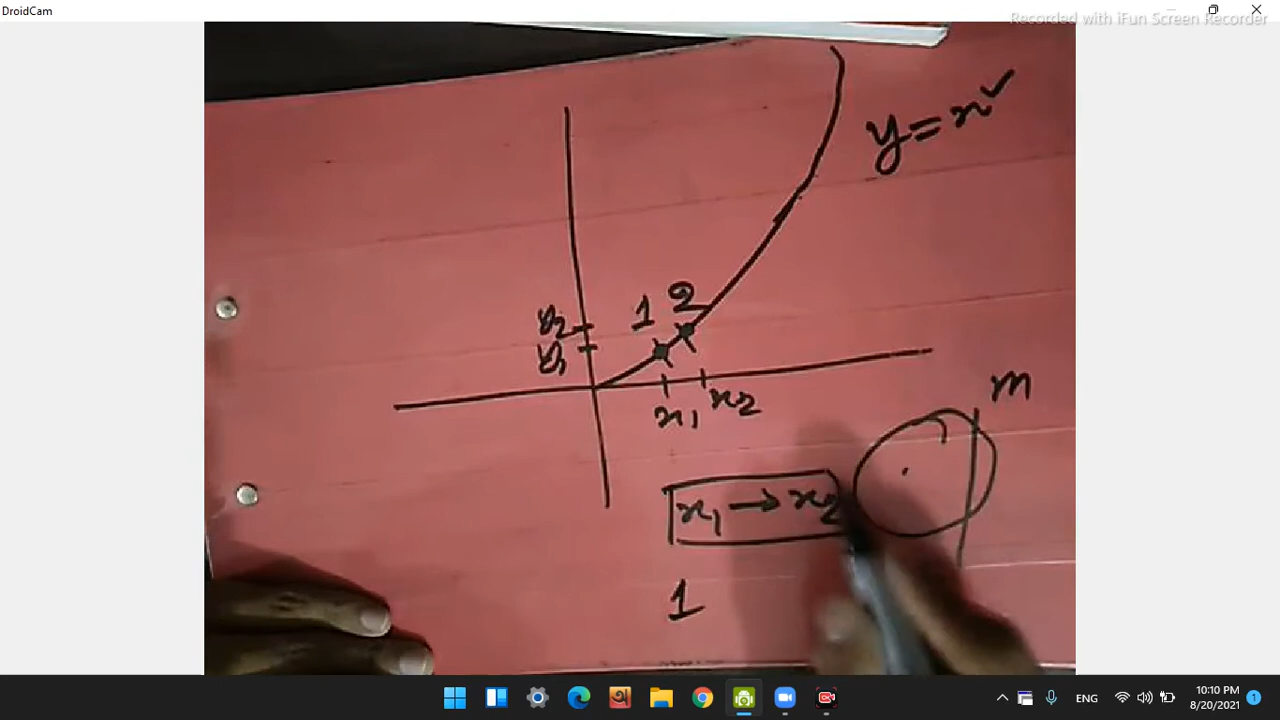 DroidCam
Recorded with iFun Screen Recorder
y = x²
1 2
y₂
y₁
x₁ x₂
m
x₁ → x₂
1
অ
ENG
10:10 PM
8/20/2021
1